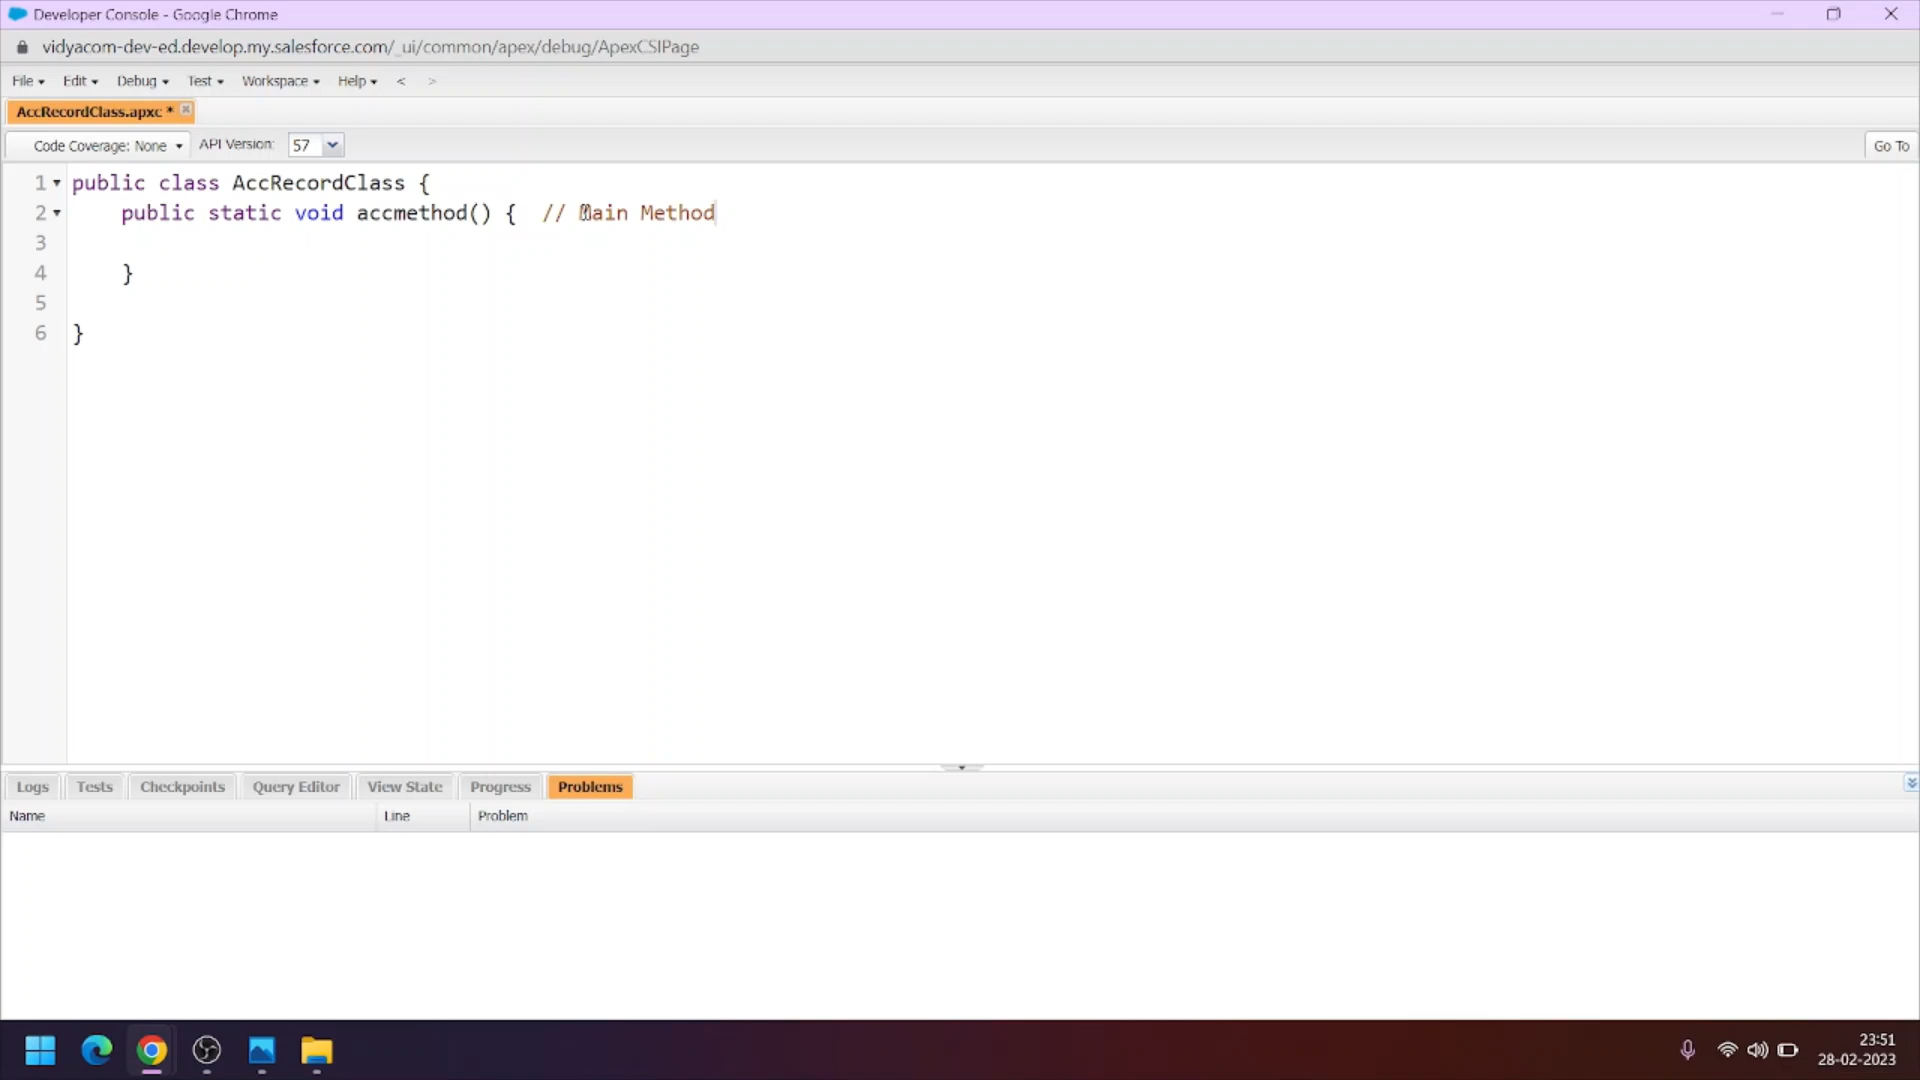 Developer Console - Google Chrome
vidyacom-dev-ed.develop.my.salesforce.com/_ui/common/apex/debug/ApexCSIPage
File Edit Debug Test Workspace Help < >
AccRecordClass.apxc *
Code Coverage: None API Version: 57 Go To
1 public class AccRecordClass {
2 public static void accmethod() { // Main Method
3
4 }
5
6 }
Logs Tests Checkpoints Query Editor View State Progress Problems
Name Line Problem
23:51
28-02-2023